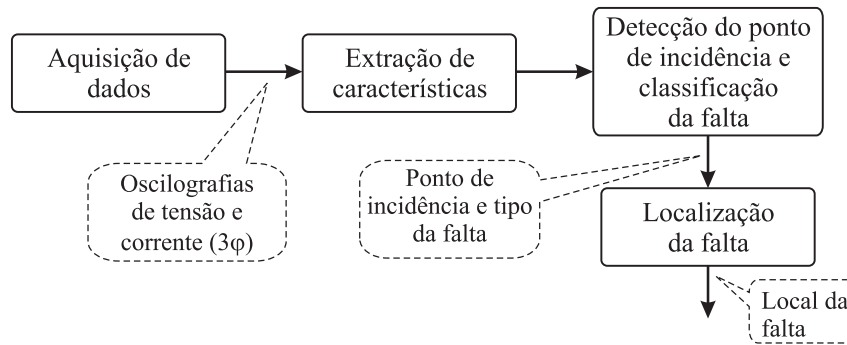 Aquisição de
dados
Extração de
características
Detecção do ponto
de incidência e
classificação
da falta
Oscilografias
de tensão e
corrente (3φ)
Ponto de
incidência e tipo
da falta
Localização
da falta
Local da
falta